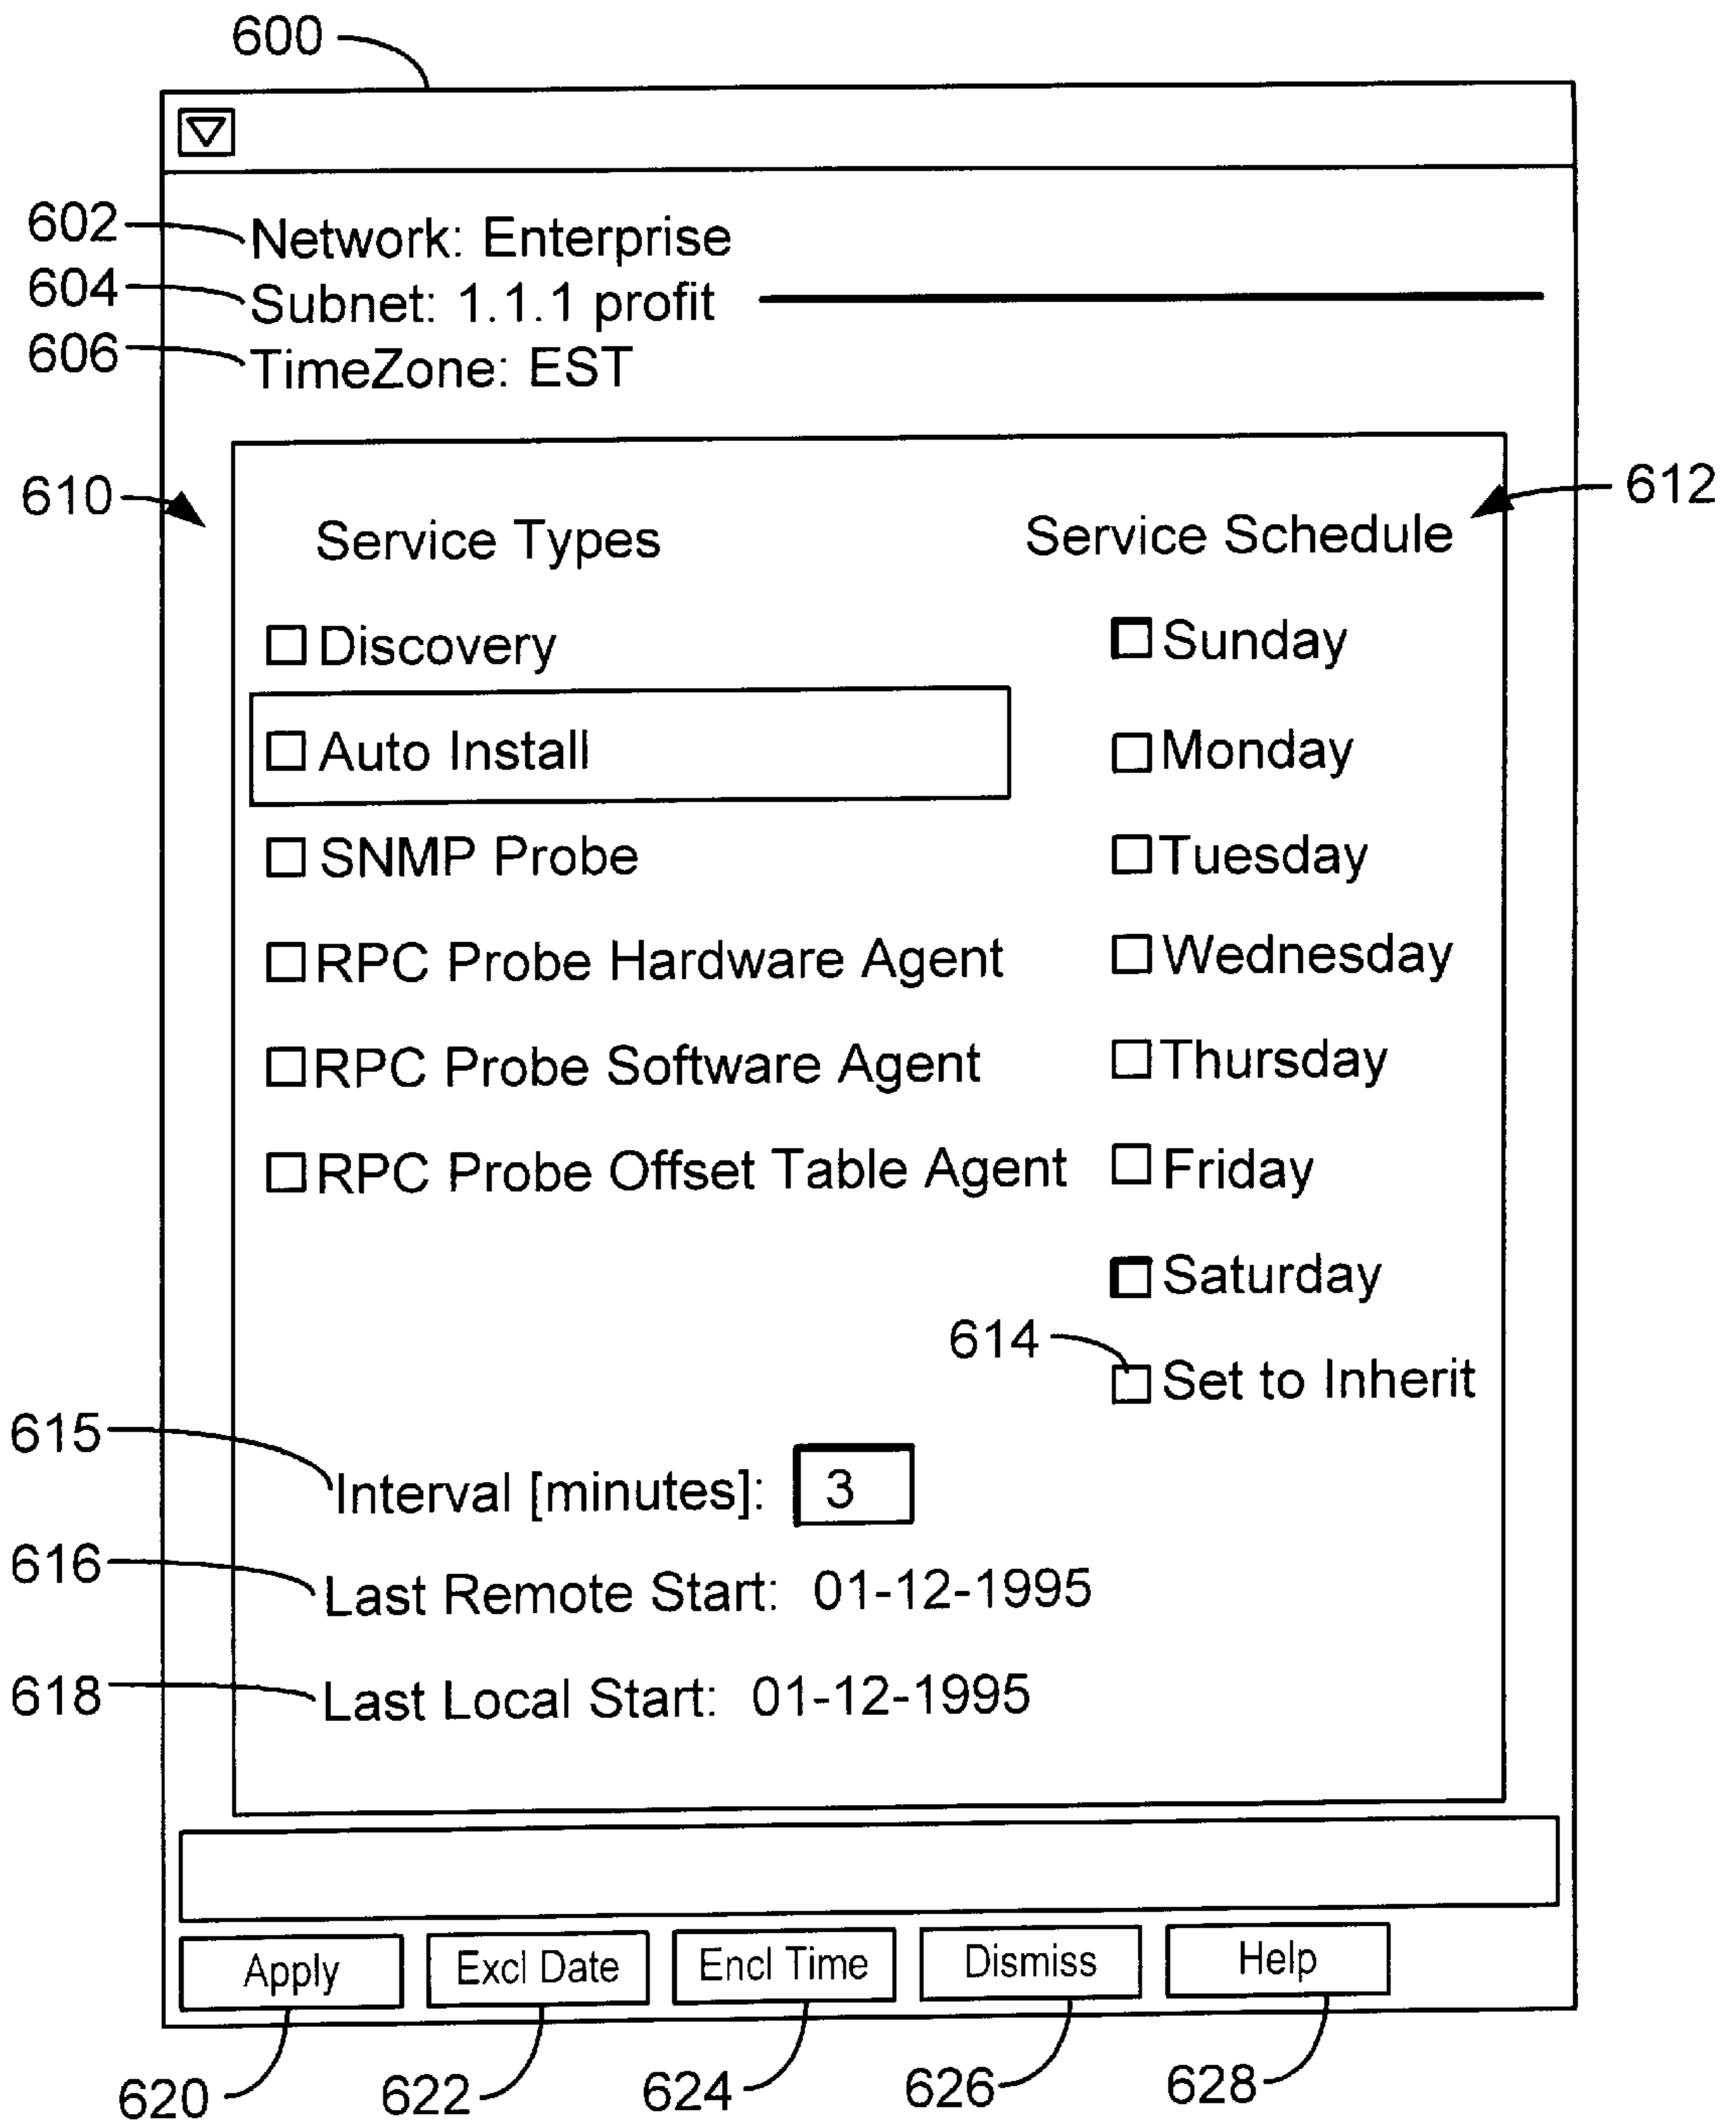 600
602
Network: Enterprise
604
Subnet: 1.1.1 profit
606
TimeZone: EST
610
612
Service Types
Service Schedule
Discovery
Sunday
Auto Install
Monday
SNMP Probe
Tuesday
RPC Probe Hardware Agent
Wednesday
RPC Probe Software Agent
Thursday
RPC Probe Offset Table Agent
Friday
Saturday
614
Set to Inherit
615
Interval [minutes]: 3
616
Last Remote Start: 01-12-1995
618
Last Local Start: 01-12-1995
Apply
Excl Date
Encl Time
Dismiss
Help
620
622
624
626
628